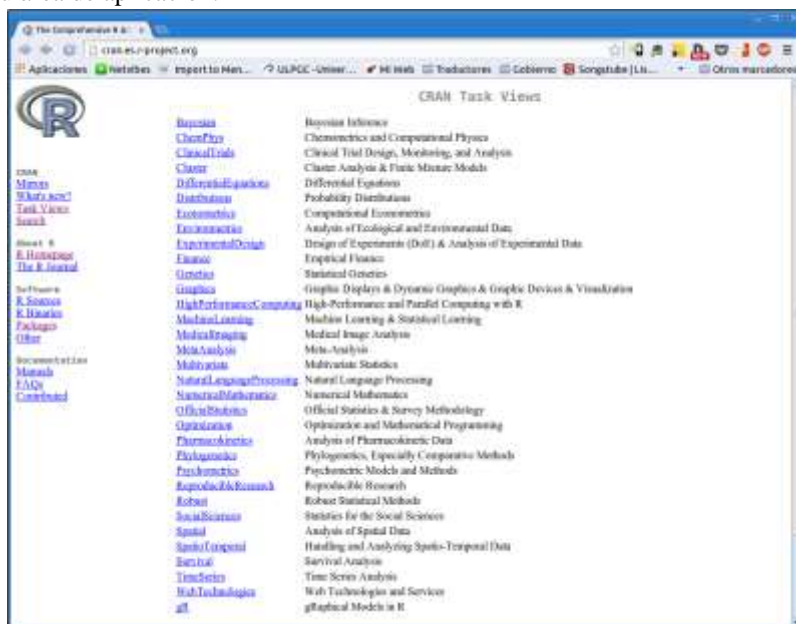 The Comprehensive R A
cran.es.r-project.org
Aplicaciones Netvibes Import to Men... ULPGC -Univer... Mi Web Traductores Gobierno Songstube | Lis... Otros marcadores
CRAN Task Views
Bayesian Bayesian Inference
ChemPhys Chemometrics and Computational Physics
ClinicalTrials Clinical Trial Design, Monitoring, and Analysis
Cluster Cluster Analysis & Finite Mixture Models
DifferentialEquations Differential Equations
Distributions Probability Distributions
Econometrics Computational Econometrics
Environmetrics Analysis of Ecological and Environmental Data
ExperimentalDesign Design of Experiments (DoE) & Analysis of Experimental Data
Finance Empirical Finance
Genetics Statistical Genetics
Graphics Graphic Displays & Dynamic Graphics & Graphic Devices & Visualization
HighPerformanceComputing High-Performance and Parallel Computing with R
MachineLearning Machine Learning & Statistical Learning
MedicalImaging Medical Image Analysis
MetaAnalysis Meta-Analysis
Multivariate Multivariate Statistics
NaturalLanguageProcessing Natural Language Processing
NumericalMathematics Numerical Mathematics
OfficialStatistics Official Statistics & Survey Methodology
Optimization Optimization and Mathematical Programming
Pharmacokinetics Analysis of Pharmacokinetic Data
Phylogenetics Phylogenetics, Especially Comparative Methods
Psychometrics Psychometric Models and Methods
ReproducibleResearch Reproducible Research
Robust Robust Statistical Methods
SocialSciences Statistics for the Social Sciences
Spatial Analysis of Spatial Data
SpatioTemporal Handling and Analyzing Spatio-Temporal Data
Survival Survival Analysis
TimeSeries Time Series Analysis
WebTechnologies Web Technologies and Services
gR gRaphical Models in R
R
CRAN
Mirrors
What's new?
Task Views
Search
About R
R Homepage
The R Journal
Software
R Sources
R Binaries
Packages
Other
Documentation
Manuals
FAQs
Contributed